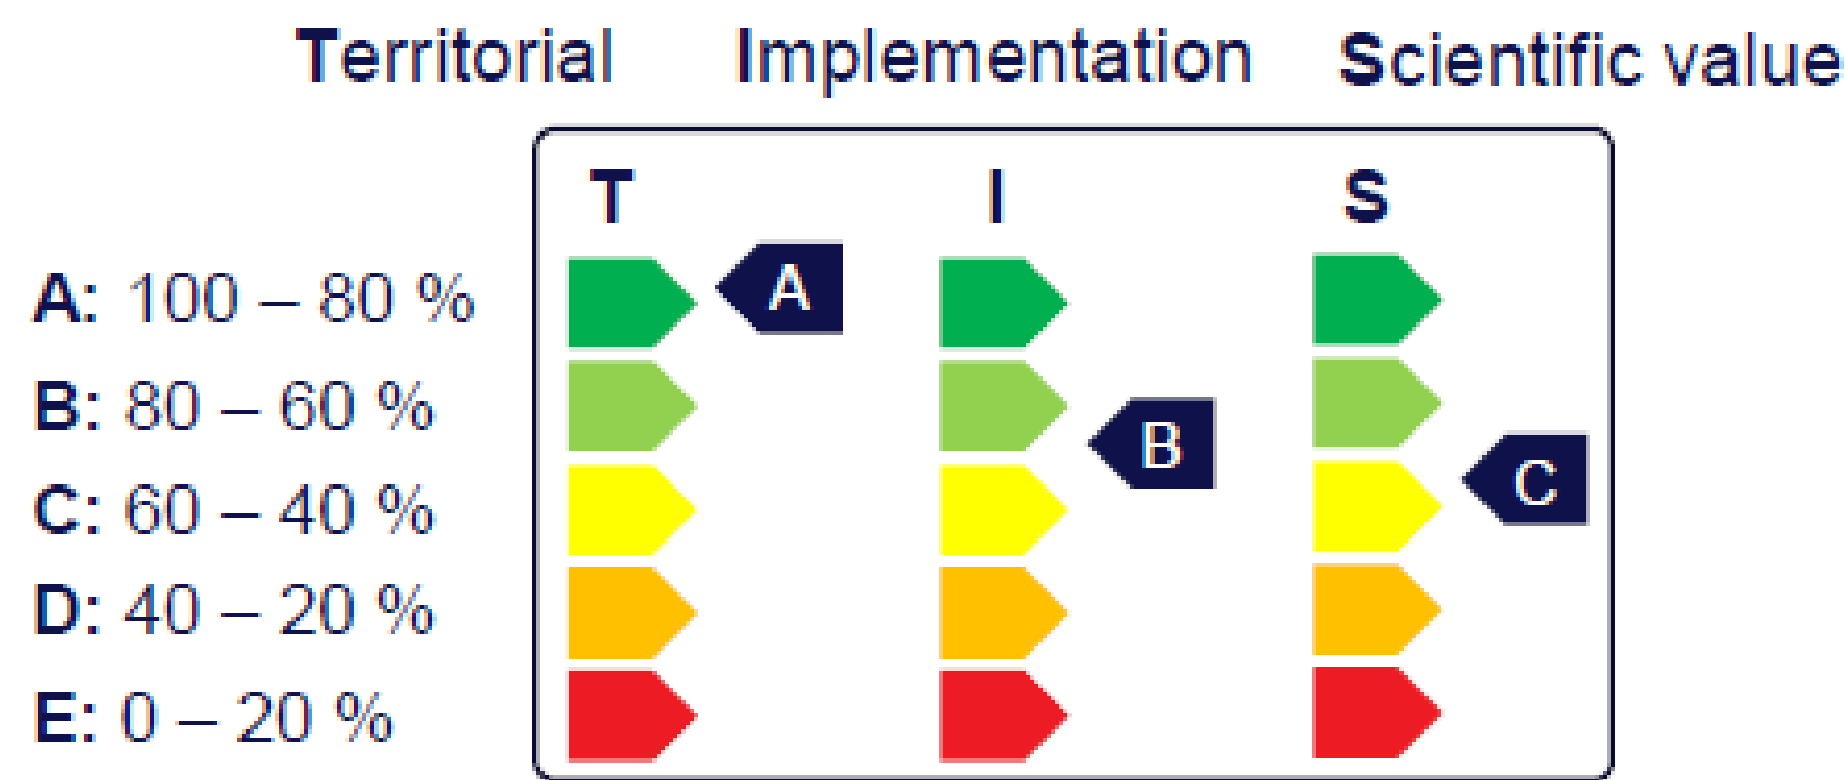 Territorial Implementation Scientific value
T I S
A: 100 – 80 % A
B: 80 – 60 % B
C: 60 – 40 % C
D: 40 – 20 %
E: 0 – 20 %